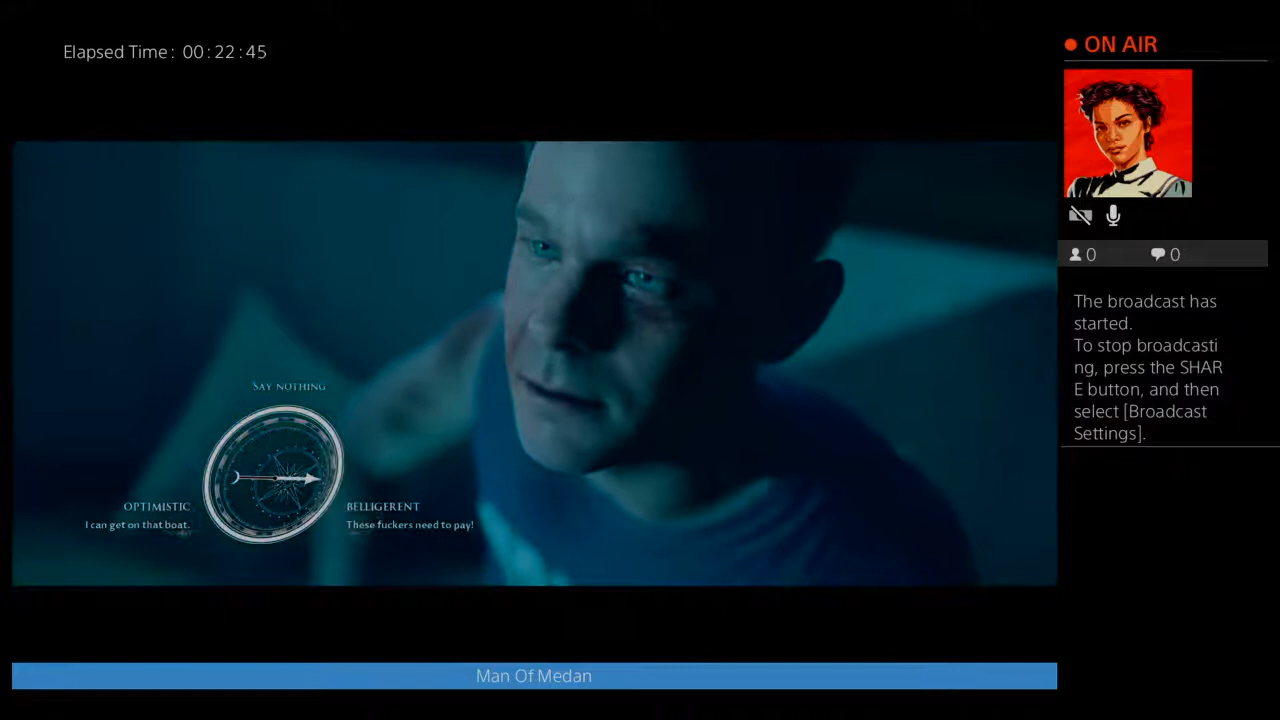 Elapsed Time: 00:22:45
ON AIR
0
0
The broadcast has
started.
To stop broadcasti
ng, press the SHAR
E button, and then
select [Broadcast
Settings].
SAY NOTHING
OPTIMISTIC
I can get on that boat.
BELLIGERENT
These fuckers need to pay!
Man Of Medan